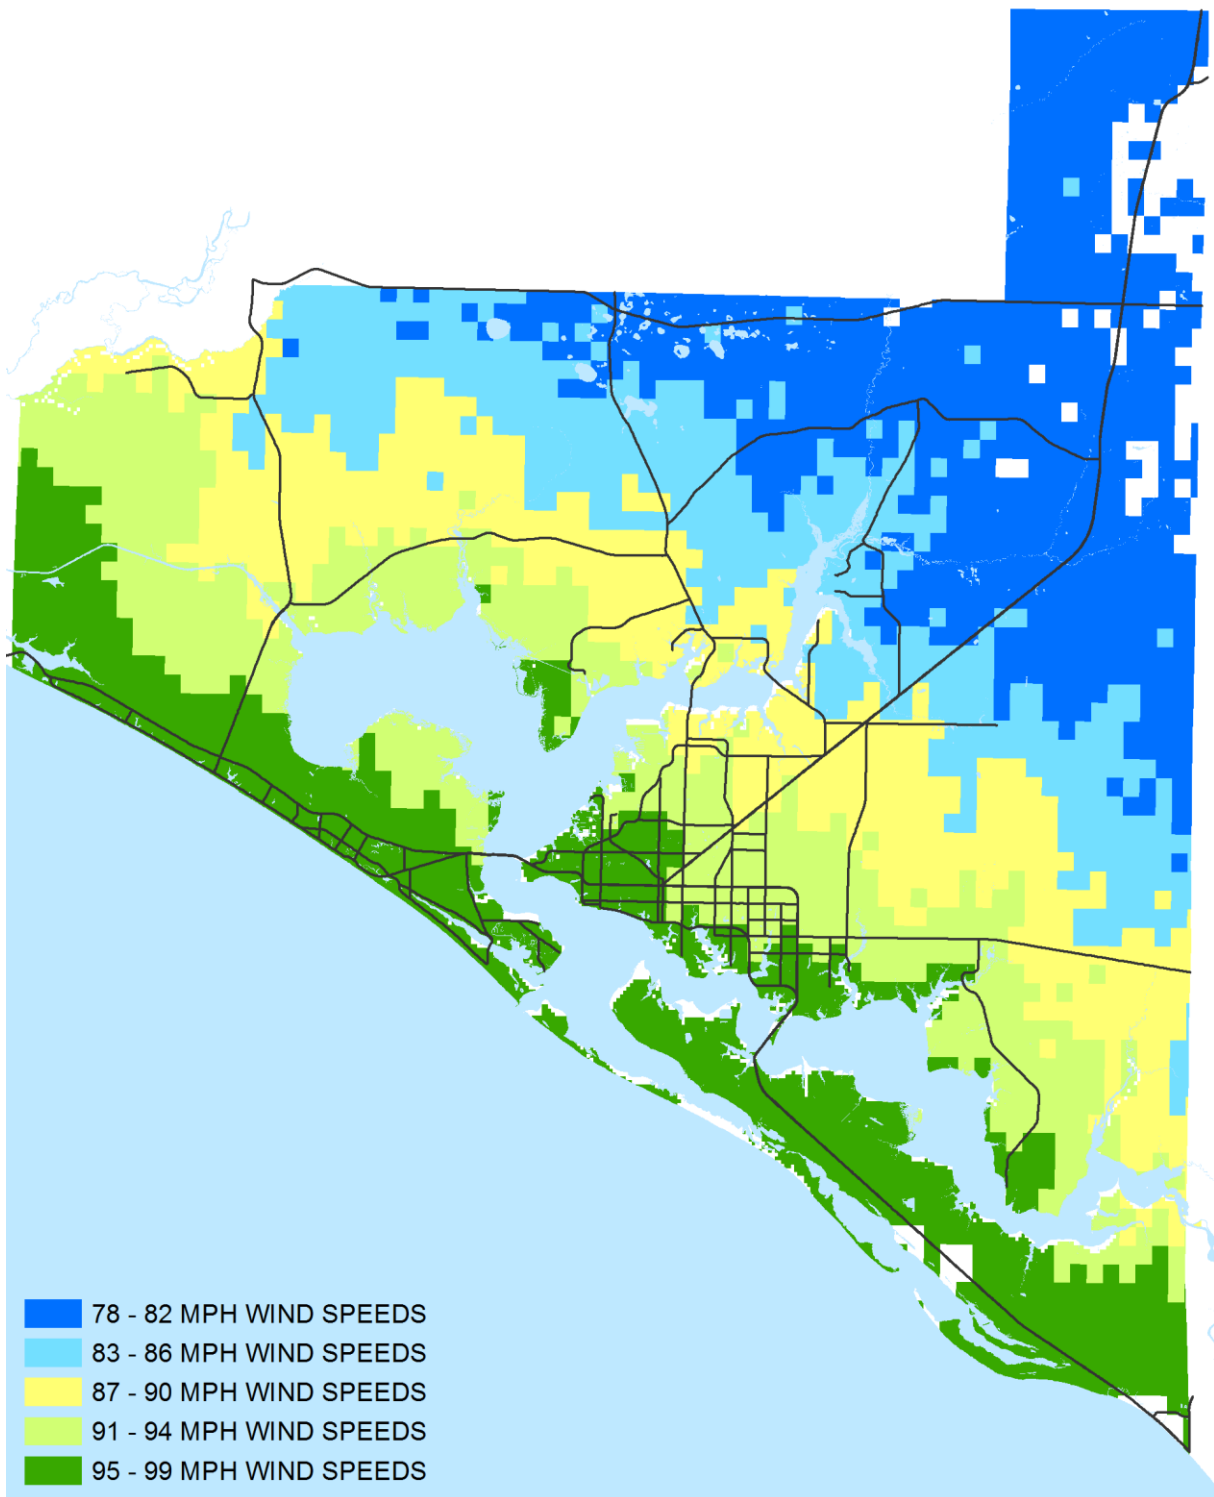 78 - 82 MPH WIND SPEEDS
83 - 86 MPH WIND SPEEDS
87 - 90 MPH WIND SPEEDS
91 - 94 MPH WIND SPEEDS
95 - 99 MPH WIND SPEEDS